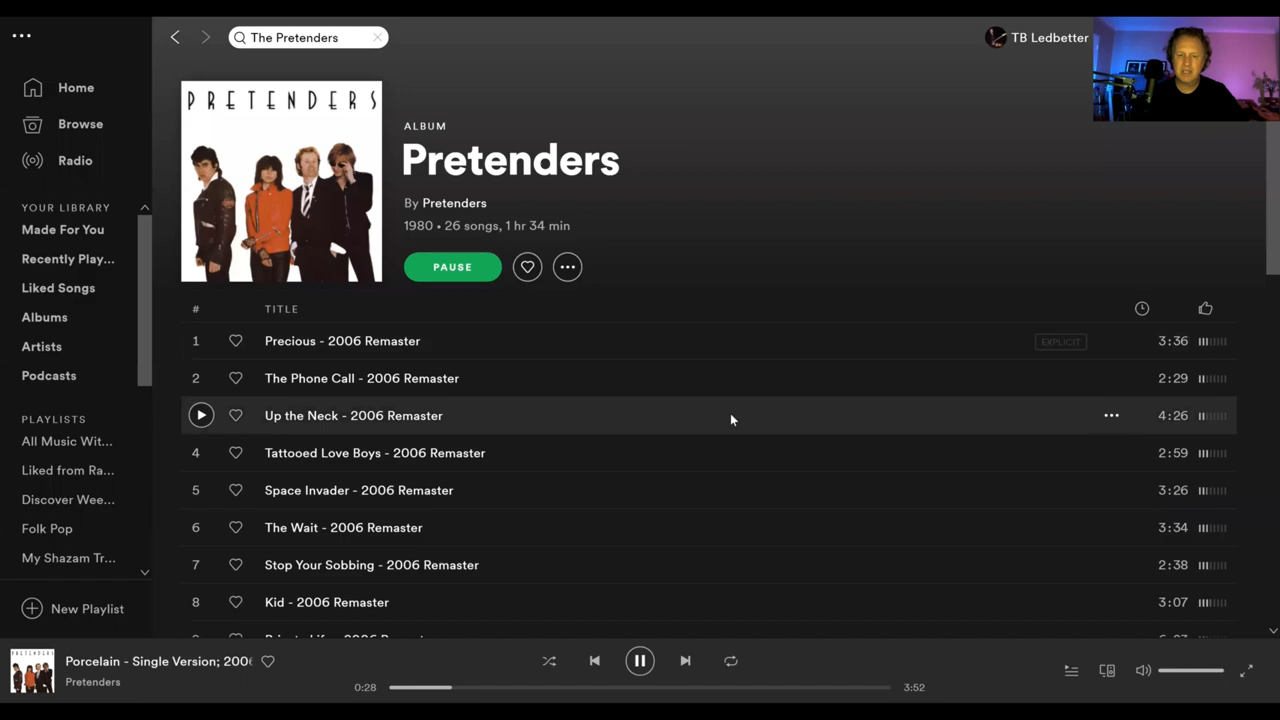 The Pretenders
TB Ledbetter
Home
Browse
Radio
YOUR LIBRARY
Made For You
Recently Play...
Liked Songs
Albums
Artists
Podcasts
PLAYLISTS
All Music Wit...
Liked from Ra...
Discover Wee...
Folk Pop
My Shazam Tr...
New Playlist
PRETENDERS
ALBUM
Pretenders
By Pretenders
1980 • 26 songs, 1 hr 34 min
PAUSE
# TITLE
1 Precious - 2006 Remaster EXPLICIT 3:36
2 The Phone Call - 2006 Remaster 2:29
Up the Neck - 2006 Remaster 4:26
4 Tattooed Love Boys - 2006 Remaster 2:59
5 Space Invader - 2006 Remaster 3:26
6 The Wait - 2006 Remaster 3:34
7 Stop Your Sobbing - 2006 Remaster 2:38
8 Kid - 2006 Remaster 3:07
PRETENDERS
Porcelain - Single Version; 200
Pretenders
0:28
3:52